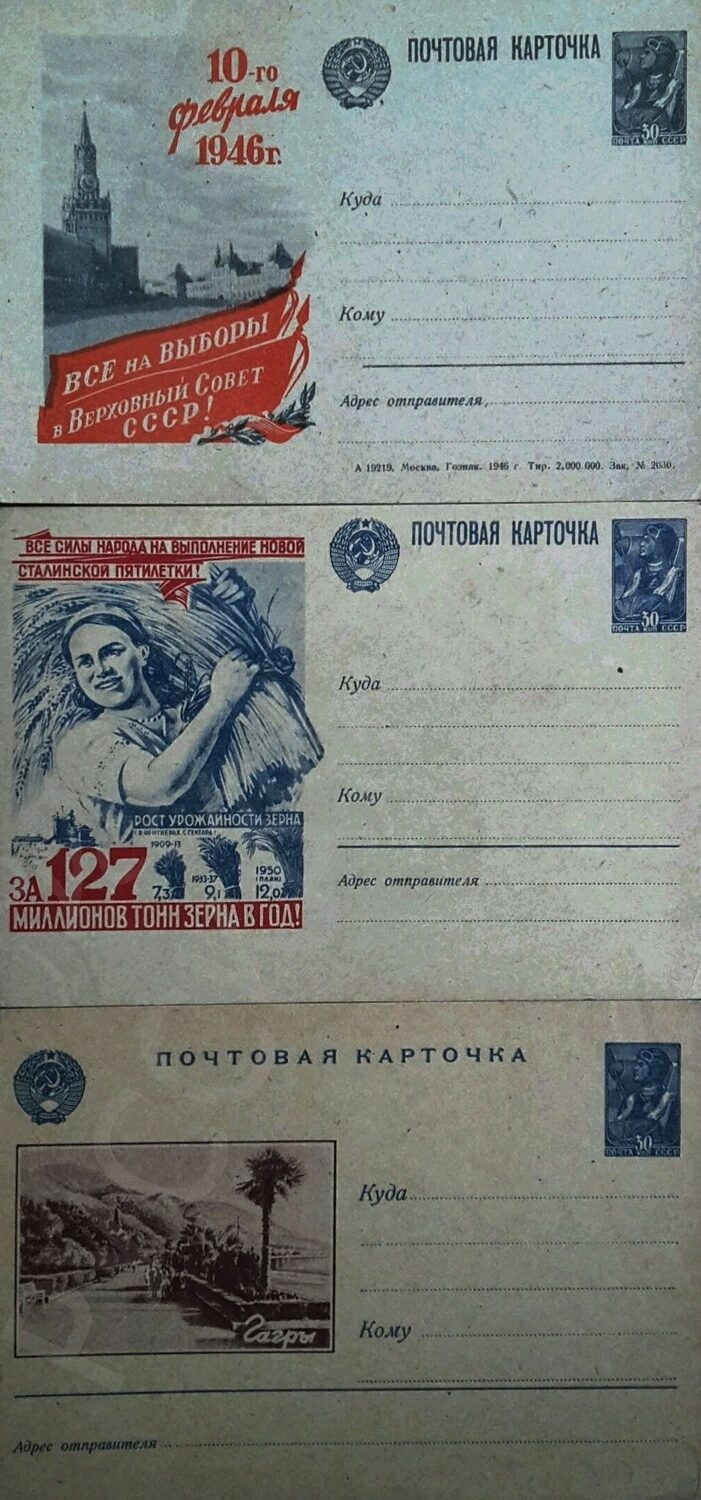 10-го
февраля
1946г.
ВСЕ НА ВЫБОРЫ
в ВЕРХОВНЫЙ СОВЕТ
СССР!
ПОЧТОВАЯ КАРТОЧКА
30
ПОЧТА КОП СССР
Куда
Кому
Адрес отправителя
А 19219. Москва, Гознак. 1946 г. Тир. 2.000.000. Зак. № 2030.
ВСЕ СИЛЫ НАРОДА НА ВЫПОЛНЕНИЕ НОВОЙ
СТАЛИНСКОЙ ПЯТИЛЕТКИ!
РОСТ УРОЖАЙНОСТИ ЗЕРНА
(В ЦЕНТНЕРАХ С ГЕКТАРА)
1909-13
7,3
1933-37
9,1
1950
(ПЛАН)
12,0
ЗА 127
МИЛЛИОНОВ ТОНН ЗЕРНА В ГОД!
ПОЧТОВАЯ КАРТОЧКА
30
ПОЧТА КОП СССР
Куда
Кому
Адрес отправителя
ПОЧТОВАЯ КАРТОЧКА
30
ПОЧТА КОП СССР
Гагры
Куда
Кому
Адрес отправителя